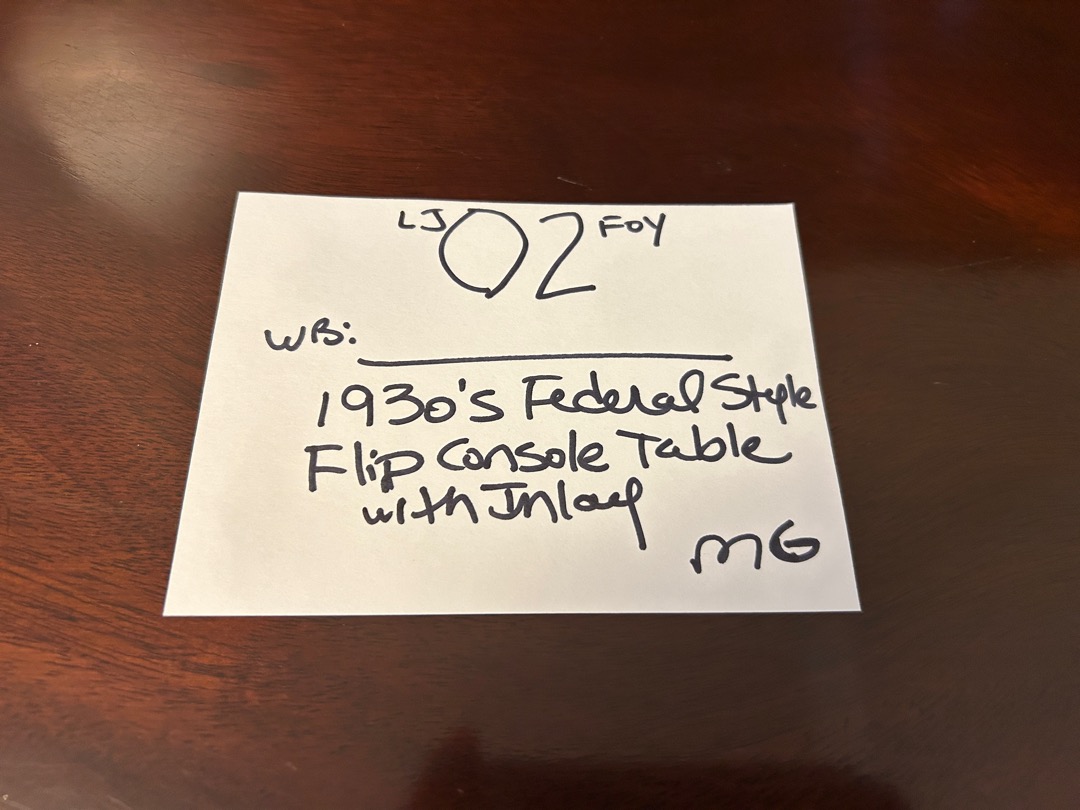 LJ 02 FOY
WB:
1930's Federal Style
Flip Console Table
with Inlay
MG